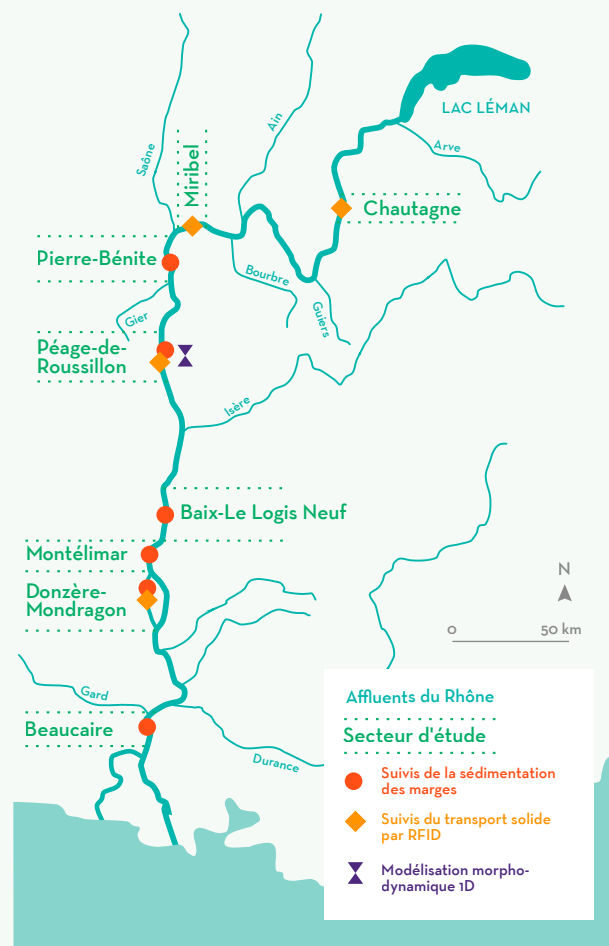 LAC LÉMAN
Ain
Arve
Saône
Miribel
Chautagne
Pierre-Bénite
Bourbre
Guiers
Gier
Péage-de-
Roussillon
Isère
Baix-Le Logis Neuf
Montélimar
Donzère-
Mondragon
N
0 50 km
Gard
Beaucaire
Durance
Affluents du Rhône
Secteur d'étude
Suivis de la sédimentation
des marges
Suivis du transport solide
par RFID
Modélisation morpho-
dynamique 1D